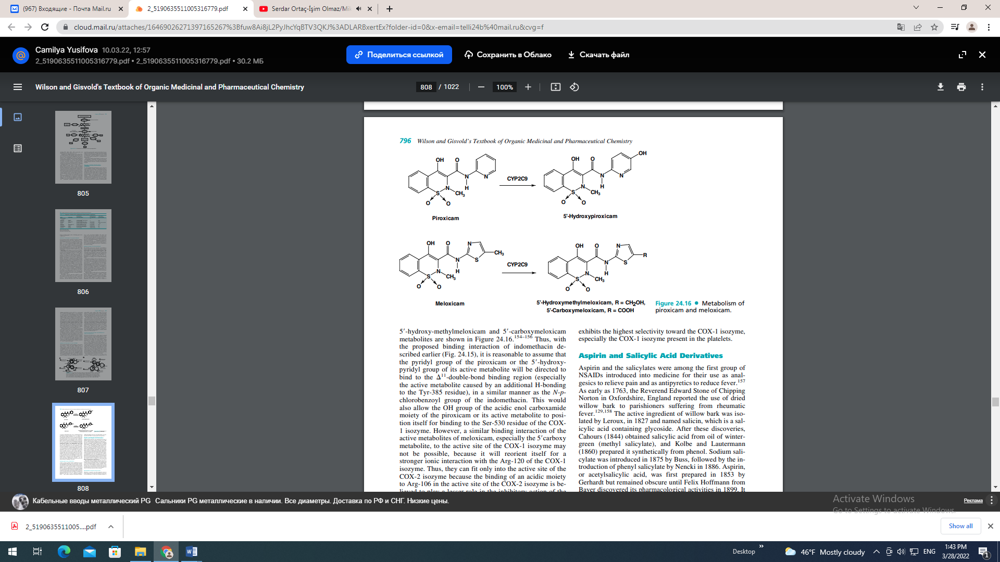 (967) Входящие - Почта Mail.ru
2_5190635511005316779.pdf
Serdar Ortaç-İşim Olmaz/Mi
cloud.mail.ru/attaches/16469026271397165267%3Bfuw8Ai8jL2PyJhcYqBTV3QKJ%3ADLARBxertEx?folder-id=0&x-email=telli24b%40mail.ru&cvg=f
Camilya Yusifova 10.03.22, 12:57
2_5190635511005316779.pdf • 2_5190635511005316779.pdf • 30.2 МБ
Поделиться ссылкой
Сохранить в Облако
Скачать файл
Wilson and Gisvold's Textbook of Organic Medicinal and Pharmaceutical Chemistry
808 / 1022
100%
805
806
807
808
796 Wilson and Gisvold's Textbook of Organic Medicinal and Pharmaceutical Chemistry
OH O N H N N CH3 S O O
CYP2C9
OH O N H N OH N CH3 S O O
Piroxicam
5'-Hydroxypiroxicam
OH O N H N S CH3 N CH3 S O O
CYP2C9
OH O N H N S R N CH3 S O O
Meloxicam
5'-Hydroxymethylmeloxicam, R = CH2OH,
5'-Carboxymeloxicam, R = COOH
Figure 24.16 • Metabolism of
piroxicam and meloxicam.
5′-hydroxy-methylmeloxicam and 5′-carboxymeloxicam
metabolites are shown in Figure 24.16.154–156 Thus, with
the proposed binding interaction of indomethacin de-
scribed earlier (Fig. 24.15), it is reasonable to assume that
the pyridyl group of the piroxicam or the 5′-hydroxy-
pyridyl group of its active metabolite will be directed to
bind to the Δ11-double-bond binding region (especially
the active metabolite caused by an additional H-bonding
to the Tyr-385 residue), in a similar manner as the N-p-
chlorobenzoyl group of the indomethacin. This would
also allow the OH group of the acidic enol carboxamide
moiety of the piroxicam or its active metabolite to posi-
tion itself for binding to the Ser-530 residue of the COX-
1 isozyme. However, a similar binding interaction of the
active metabolites of meloxicam, especially the 5′carboxy
metabolite, to the active site of the COX-1 isozyme may
not be possible, because it will reorient itself for a
stronger ionic interaction with the Arg-120 of the COX-1
isozyme. Thus, they can fit only into the active site of the
COX-2 isozyme because the binding of an acidic moiety
to Arg-106 in the active site of the COX-2 isozyme is be-
lieved to play a lesser role in the inhibitory action of the
exhibits the highest selectivity toward the COX-1 isozyme,
especially the COX-1 isozyme present in the platelets.
Aspirin and Salicylic Acid Derivatives
Aspirin and the salicylates were among the first group of
NSAIDs introduced into medicine for their use as anal-
gesics to relieve pain and as antipyretics to reduce fever.157
As early as 1763, the Reverend Edward Stone of Chipping
Norton in Oxfordshire, England reported the use of dried
willow bark to parishioners suffering from rheumatic
fever.129,158 The active ingredient of willow bark was iso-
lated by Leroux, in 1827 and named salicin, which is a sal-
icylic acid containing glycoside. After these discoveries,
Cahours (1844) obtained salicylic acid from oil of winter-
green (methyl salicylate), and Kolbe and Lautermann
(1860) prepared it synthetically from phenol. Sodium sali-
cylate was introduced in 1875 by Buss, followed by the in-
troduction of phenyl salicylate by Nencki in 1886. Aspirin,
or acetylsalicylic acid, was first prepared in 1853 by
Gerhardt but remained obscure until Felix Hoffmann from
Bayer discovered its pharmacological activities in 1899. It
Кабельные вводы металлический PG Сальники PG металлические в наличии. Все диаметры. Доставка по РФ и СНГ. Низкие цены.
Реклама
Activate Windows
Go to Settings to activate Windows.
2_5190635511005....pdf
Show all
Desktop
46°F Mostly cloudy
ENG
1:43 PM
3/28/2022
1